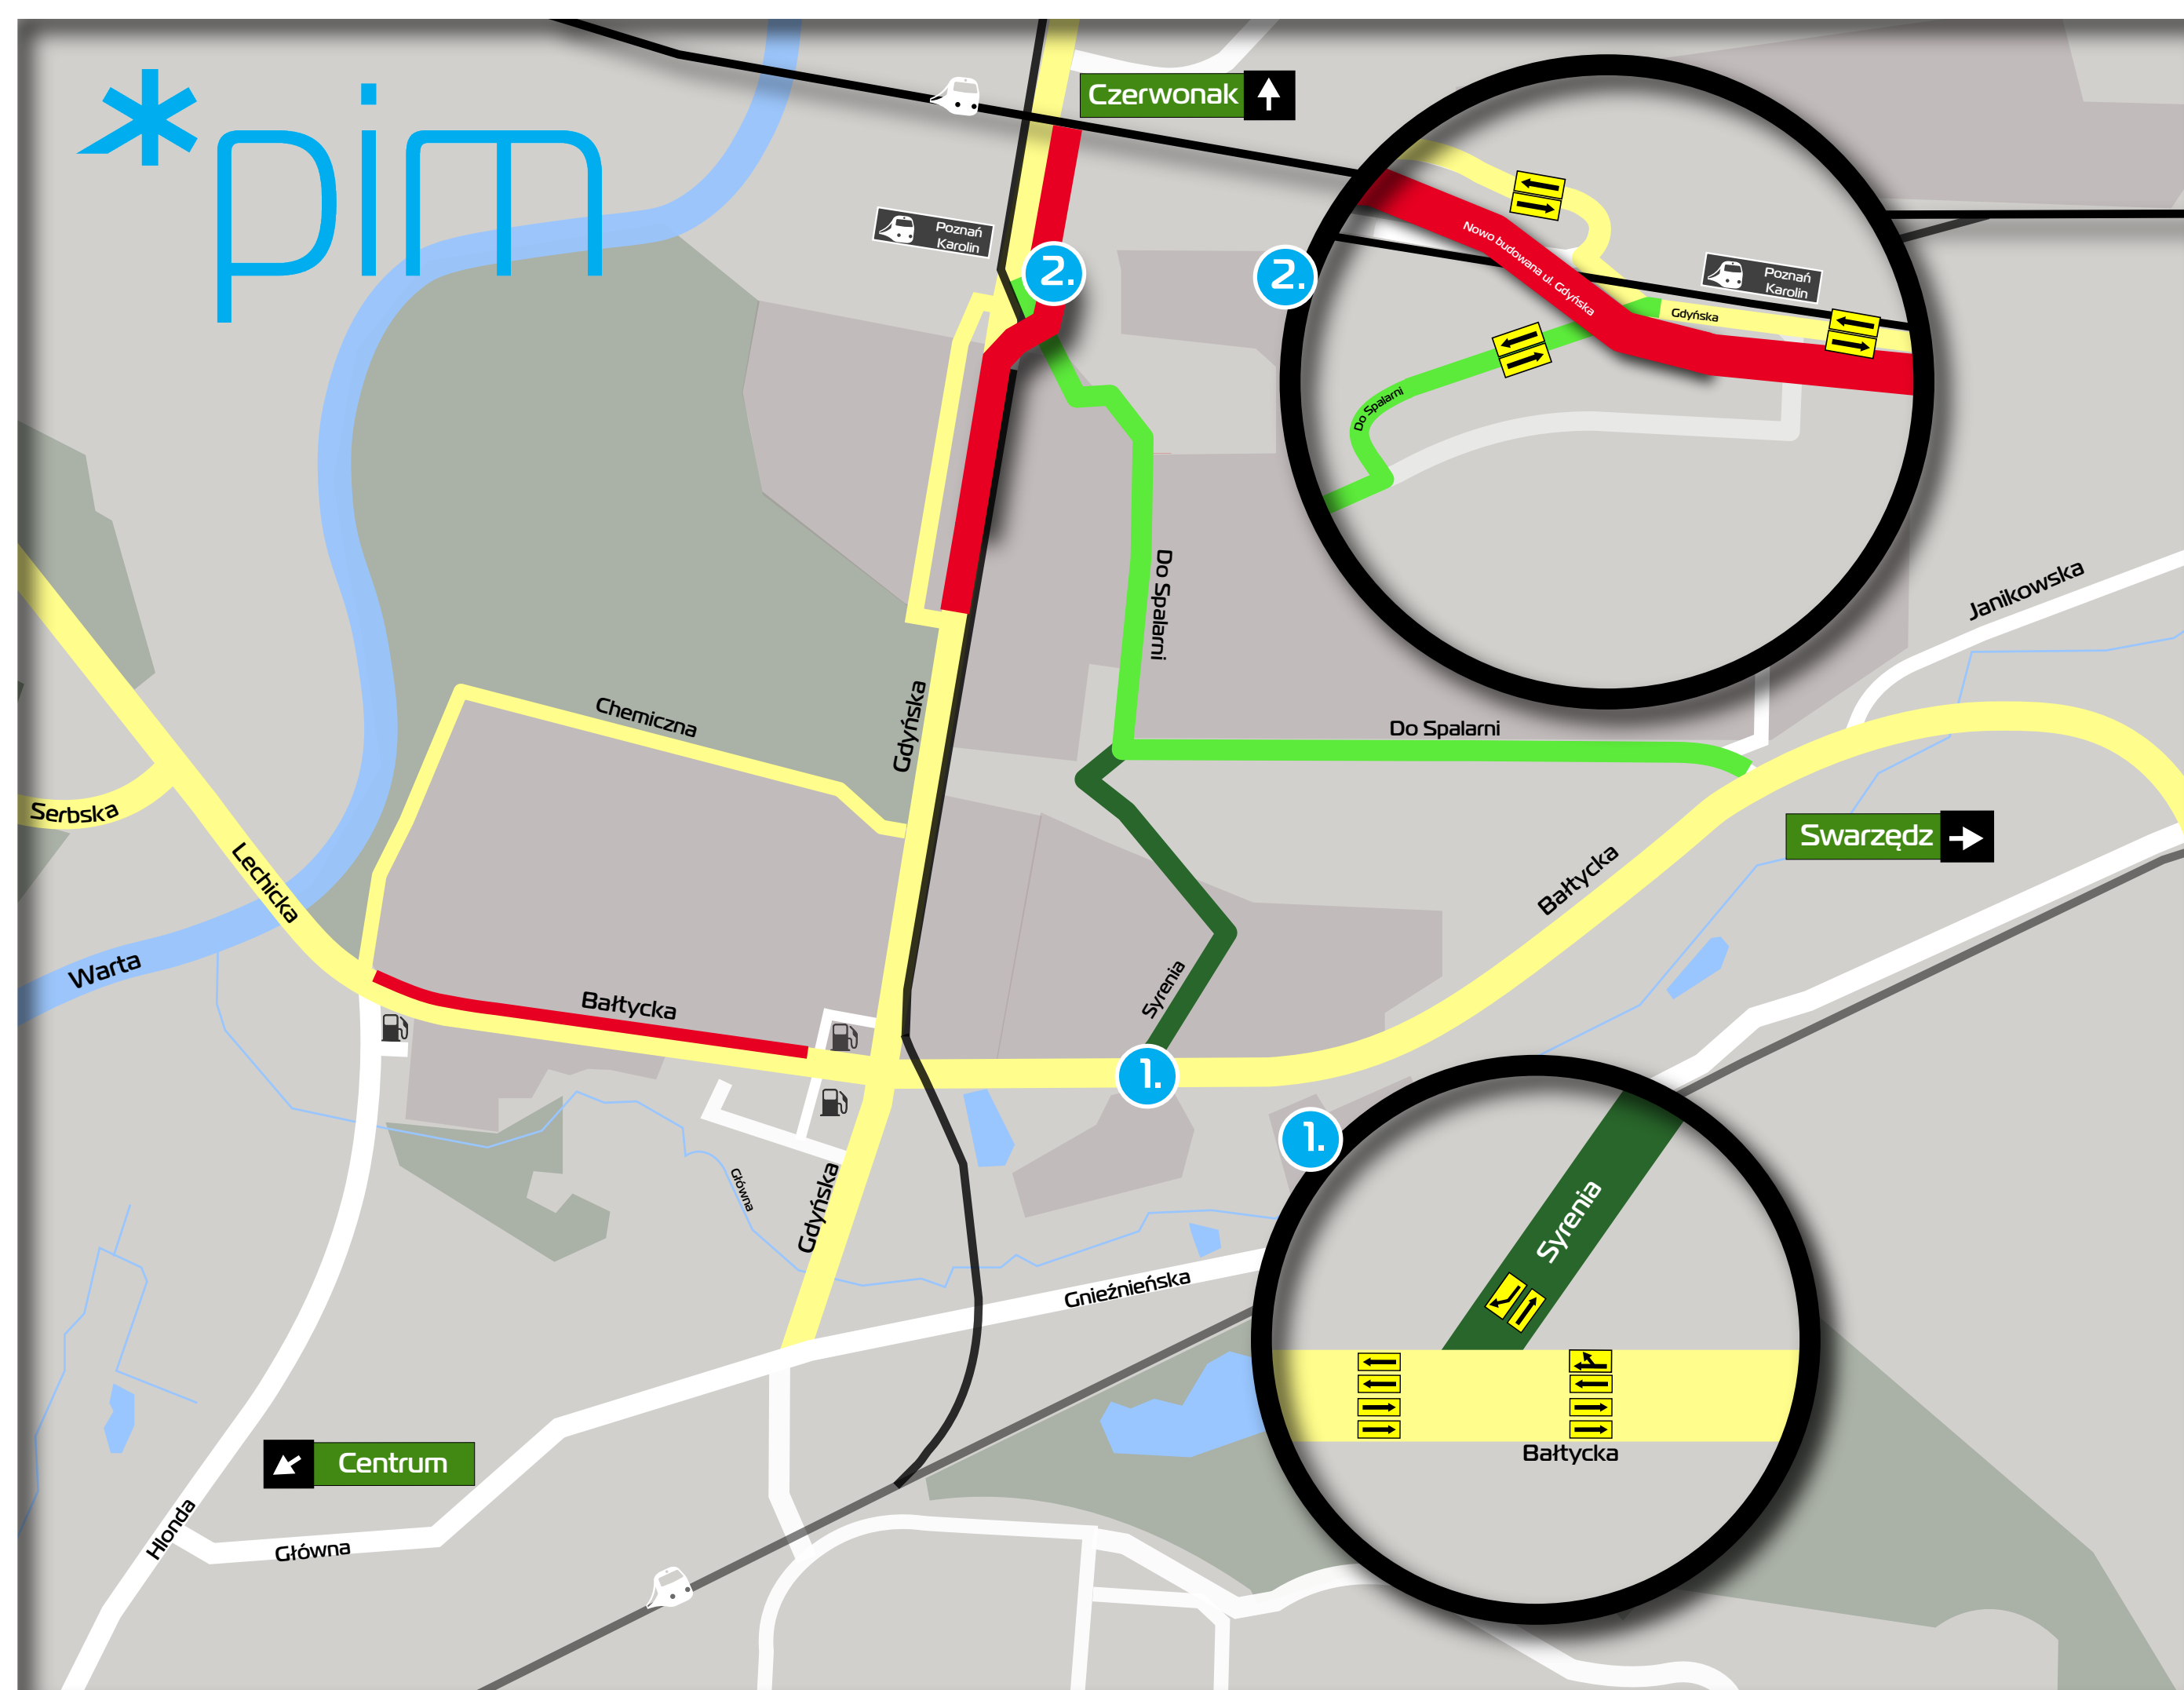 *pim
Czerwonak
Poznań
Karolin
2.
2.
Nowo budowana ul. Gdyńska
Poznań
Karolin
Gdyńska
Do Spalarni
Do Spalarni
Janikowska
Chemiczna
Gdyńska
Do Spalarni
Serbska
Swarzędz
Lechicka
Bałtycka
Warta
Bałtycka
Syrenia
1.
1.
Główna
Gdyńska
Syrenia
Gnieźnieńska
Bałtycka
Centrum
Hlonda
Główna